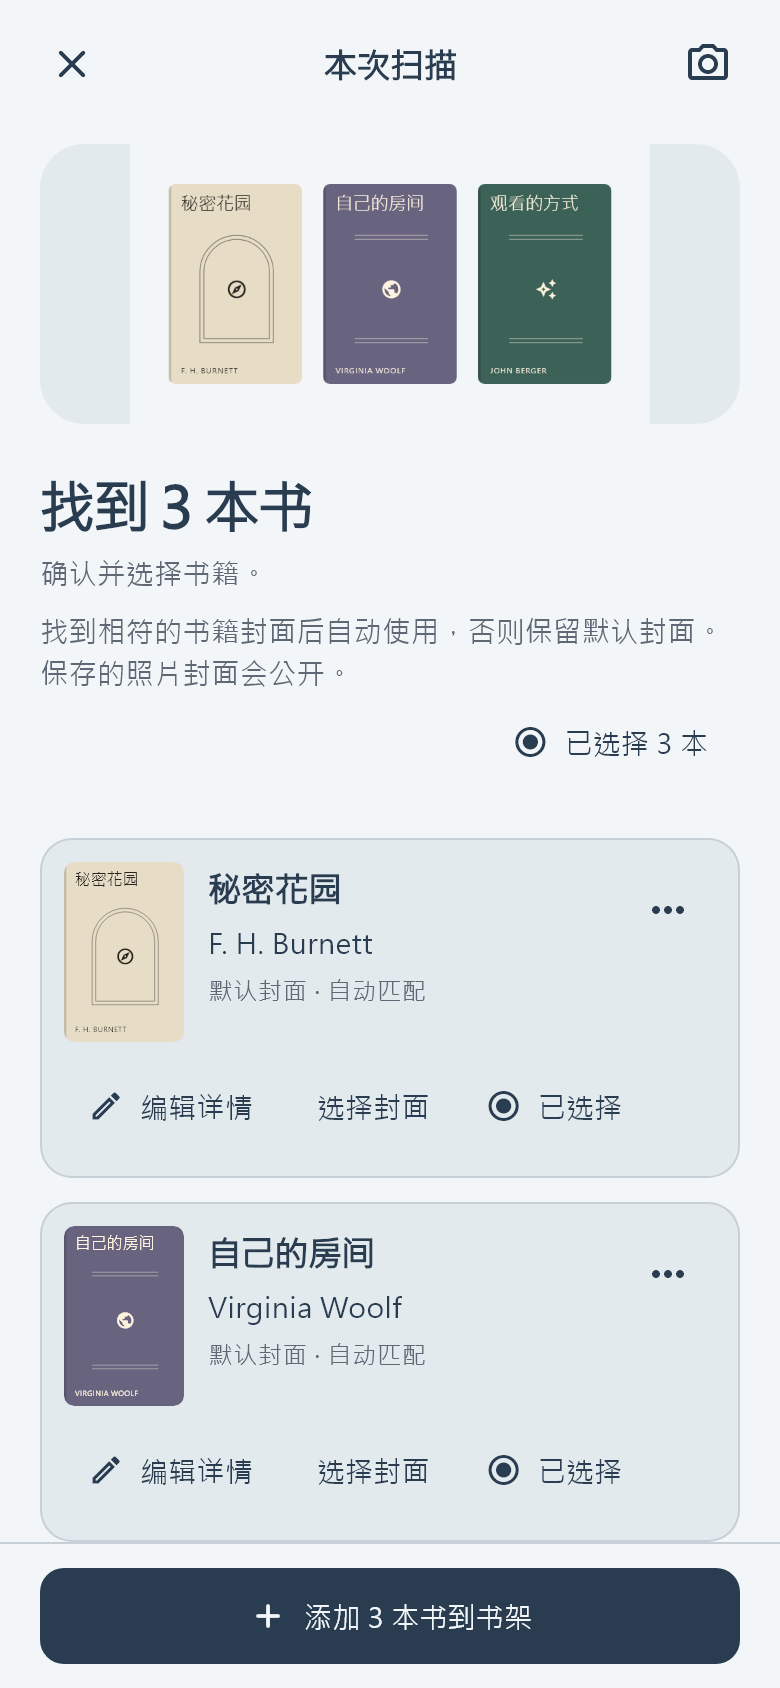 本次扫描
秘密花园
F. H. BURNETT
自己的房间
VIRGINIA WOOLF
观看的方式
JOHN BERGER
找到 3 本书
确认并选择书籍。
找到相符的书籍封面后自动使用，否则保留默认封面。
保存的照片封面会公开。
已选择 3 本
秘密花园
F. H. BURNETT
秘密花园
F. H. Burnett
默认封面 · 自动匹配
编辑详情
选择封面
已选择
自己的房间
VIRGINIA WOOLF
自己的房间
Virginia Woolf
默认封面 · 自动匹配
编辑详情
选择封面
已选择
添加 3 本书到书架